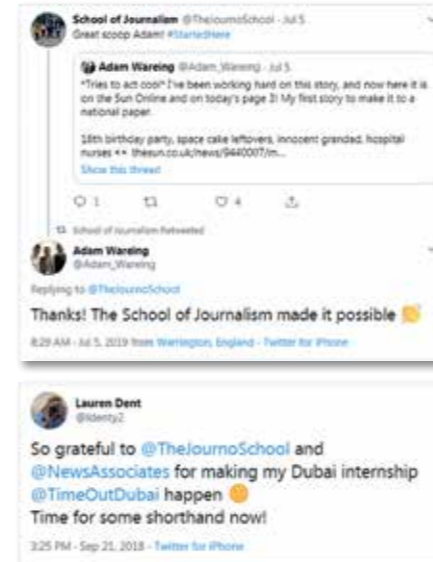 School of Journalism @TheJournoSchool · Jul 5
Great scoop Adam! #StartedHere
Adam Wareing @Adam_Wareing · Jul 5
*Tries to act cool* I've been working hard on this story, and now here it is
on the Sun Online and on today's page 3! My first story to make it to a
national paper.
18th birthday party, space cake leftovers, innocent grandad, hospital
nurses thesun.co.uk/news/9440007/m...
Show this thread
1 4
School of Journalism Retweeted
Adam Wareing
@Adam_Wareing
Replying to @TheJournoSchool
Thanks! The School of Journalism made it possible
8:29 AM · Jul 5, 2019 from Warrington, England · Twitter for iPhone
Lauren Dent
So grateful to @TheJournoSchool and
@NewsAssociates for making my Dubai internship
@TimeOutDubai happen
Time for some shorthand now!
3:25 PM · Sep 21, 2018 · Twitter for iPhone